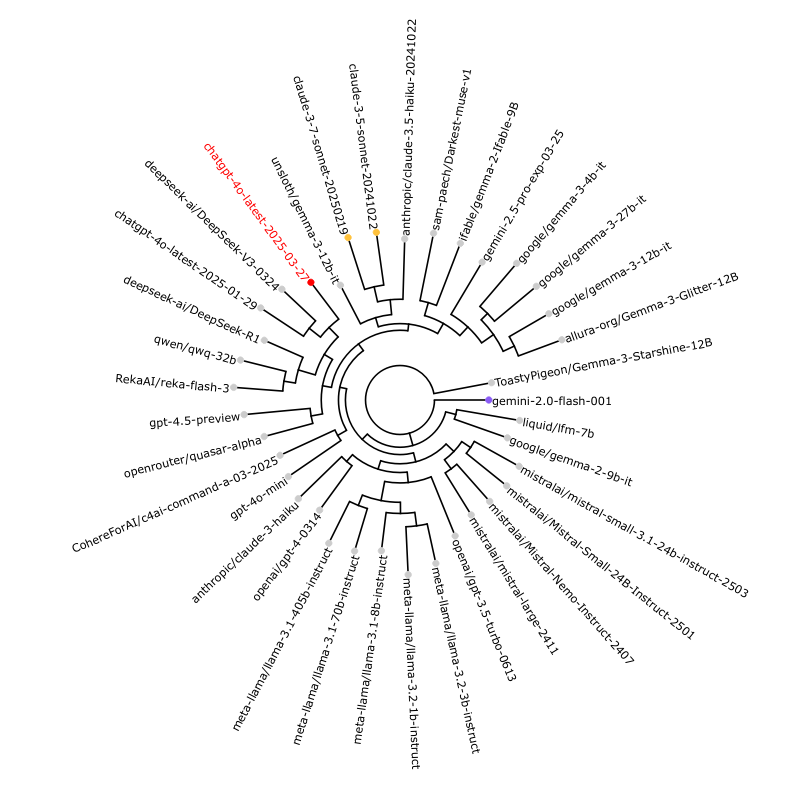 anthropic/claude-3.5-haiku-20241022
sam-paech/Darkest-muse-v1
ifable/gemma-2-Ifable-9B
gemini-2.5-pro-exp-03-25
google/gemma-3-4b-it
google/gemma-3-27b-it
google/gemma-3-12b-it
allura-org/Gemma-3-Glitter-12B
ToastyPigeon/Gemma-3-Starshine-12B
gemini-2.0-flash-001
liquid/lfm-7b
google/gemma-2-9b-it
mistralai/mistral-small-3.1-24b-instruct-2503
mistralai/Mistral-Small-24B-Instruct-2501
mistralai/Mistral-Nemo-Instruct-2407
mistralai/mistral-large-2411
openai/gpt-3.5-turbo-0613
meta-llama/llama-3.2-3b-instruct
meta-llama/llama-3.2-1b-instruct
meta-llama/llama-3.1-8b-instruct
meta-llama/llama-3.1-70b-instruct
meta-llama/llama-3.1-405b-instruct
openai/gpt-4-0314
anthropic/claude-3-haiku
gpt-4o-mini
CohereForAI/c4ai-command-a-03-2025
openrouter/quasar-alpha
gpt-4.5-preview
RekaAI/reka-flash-3
qwen/qwq-32b
deepseek-ai/DeepSeek-R1
chatgpt-4o-latest-2025-01-29
deepseek-ai/DeepSeek-V3-0324
chatgpt-4o-latest-2025-03-27
unsloth/gemma-3-12b-it
claude-3-7-sonnet-20250219
claude-3-5-sonnet-20241022